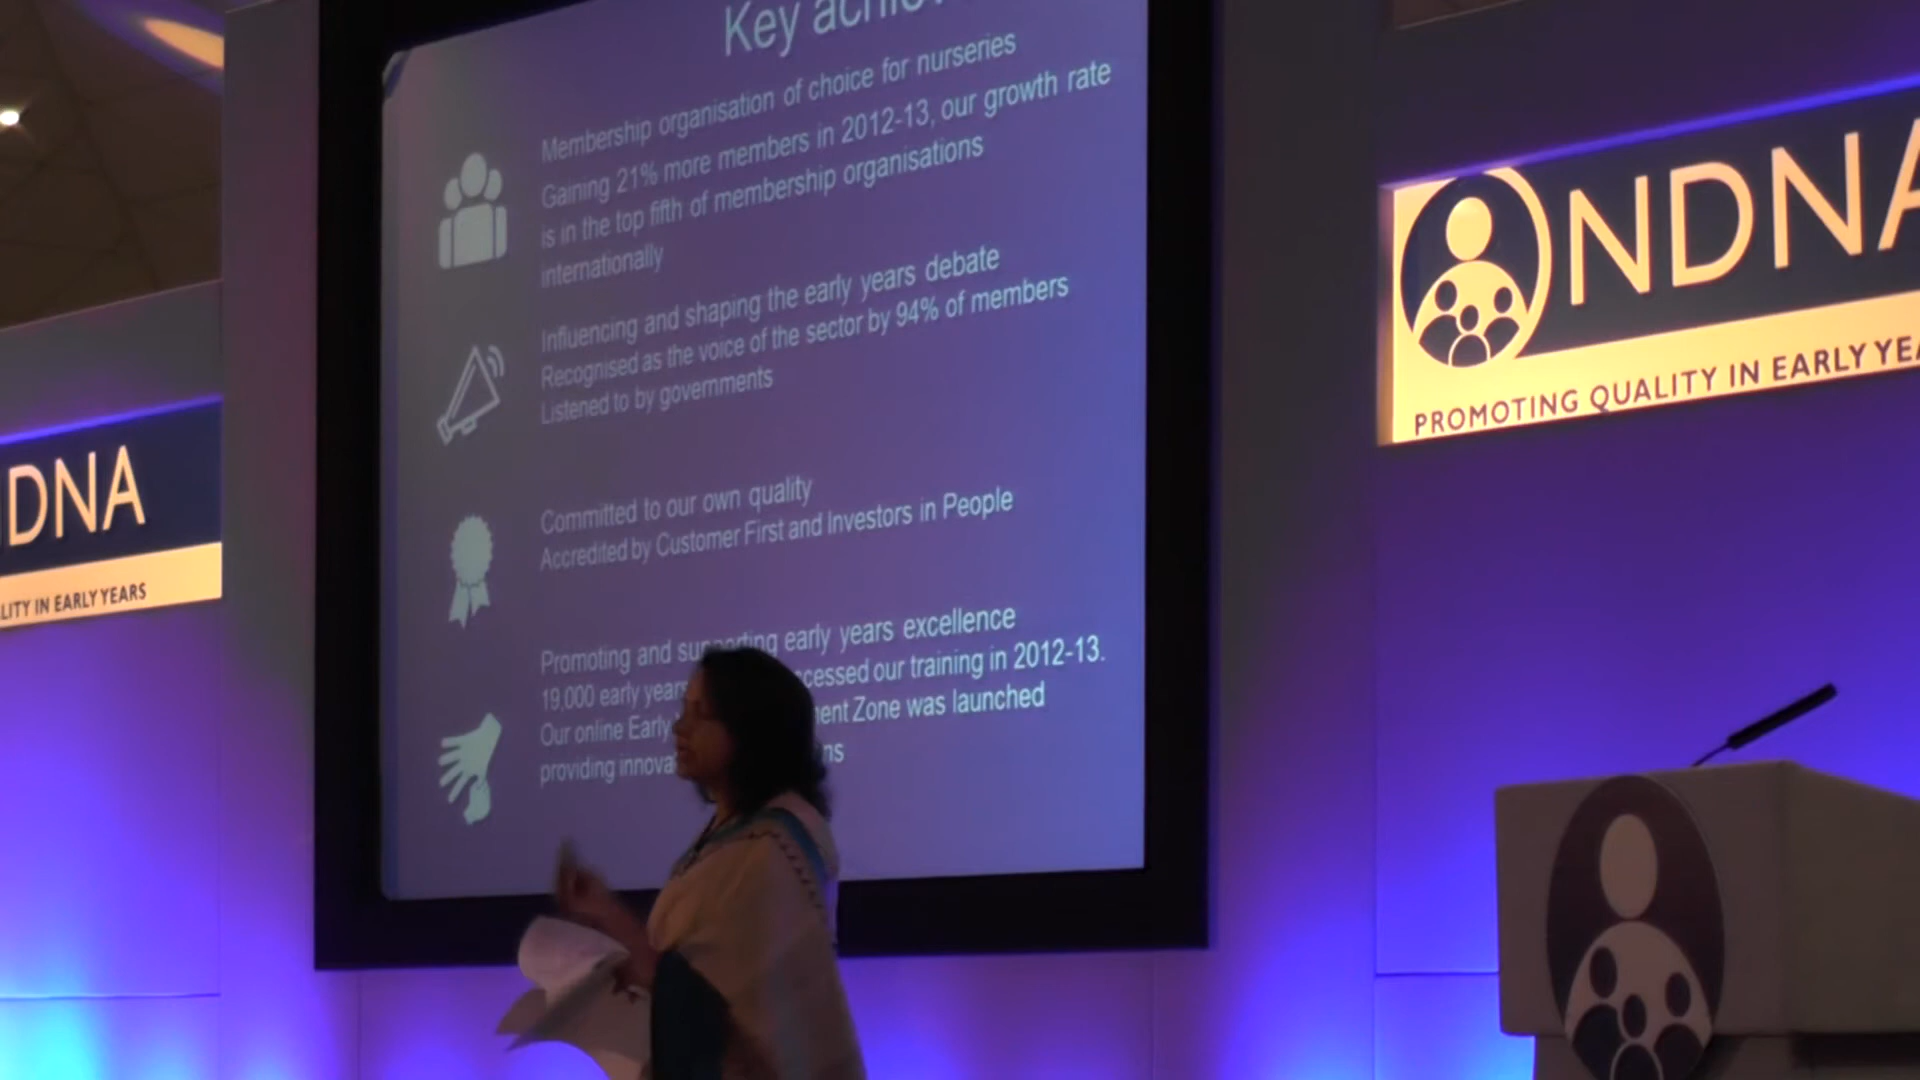 Key achie
Membership organisation of choice for nurseries
Gaining 21% more members in 2012-13, our growth rate
is in the top fifth of membership organisations
internationally
Influencing and shaping the early years debate
Recognised as the voice of the sector by 94% of members
Listened to by governments
Committed to our own quality
Accredited by Customer First and Investors in People
Promoting and supporting early years excellence
19,000 early years ccessed our training in 2012-13.
Our online Early ent Zone was launched
providing innova ns
NDNA
PROMOTING QUALITY IN EARLY YEA
DNA
LITY IN EARLY YEARS